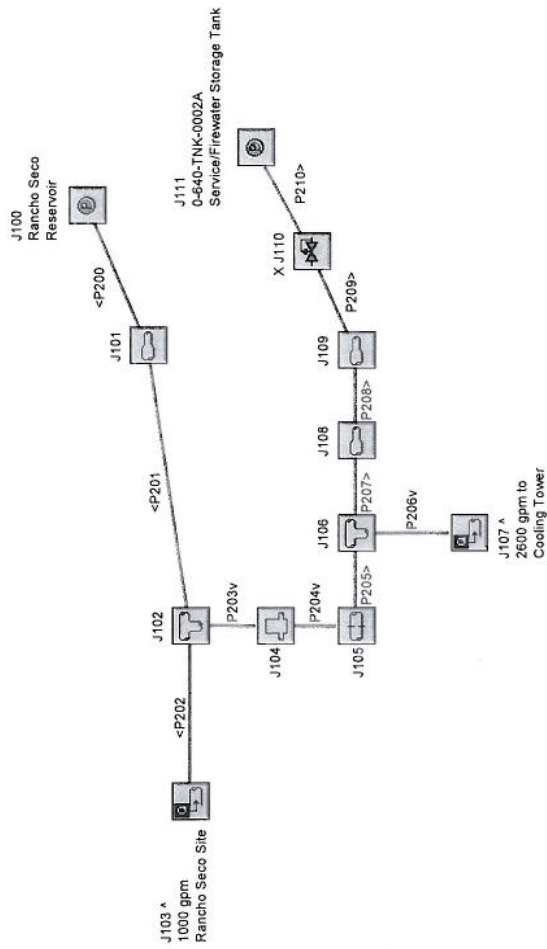 J100
Rancho Seco
Reservoir
<P200
J101
<P201
J102
<P202
J103 ^
1000 gpm
Rancho Seco Site
P203v
J104
P204v
J105
P205>
J106
P206v
J107 ^
2600 gpm to
Cooling Tower
P207>
J108
P208>
J109
P209>
X J110
P210>
J111
0-640-TNK-0002A
Service/Firewater Storage Tank